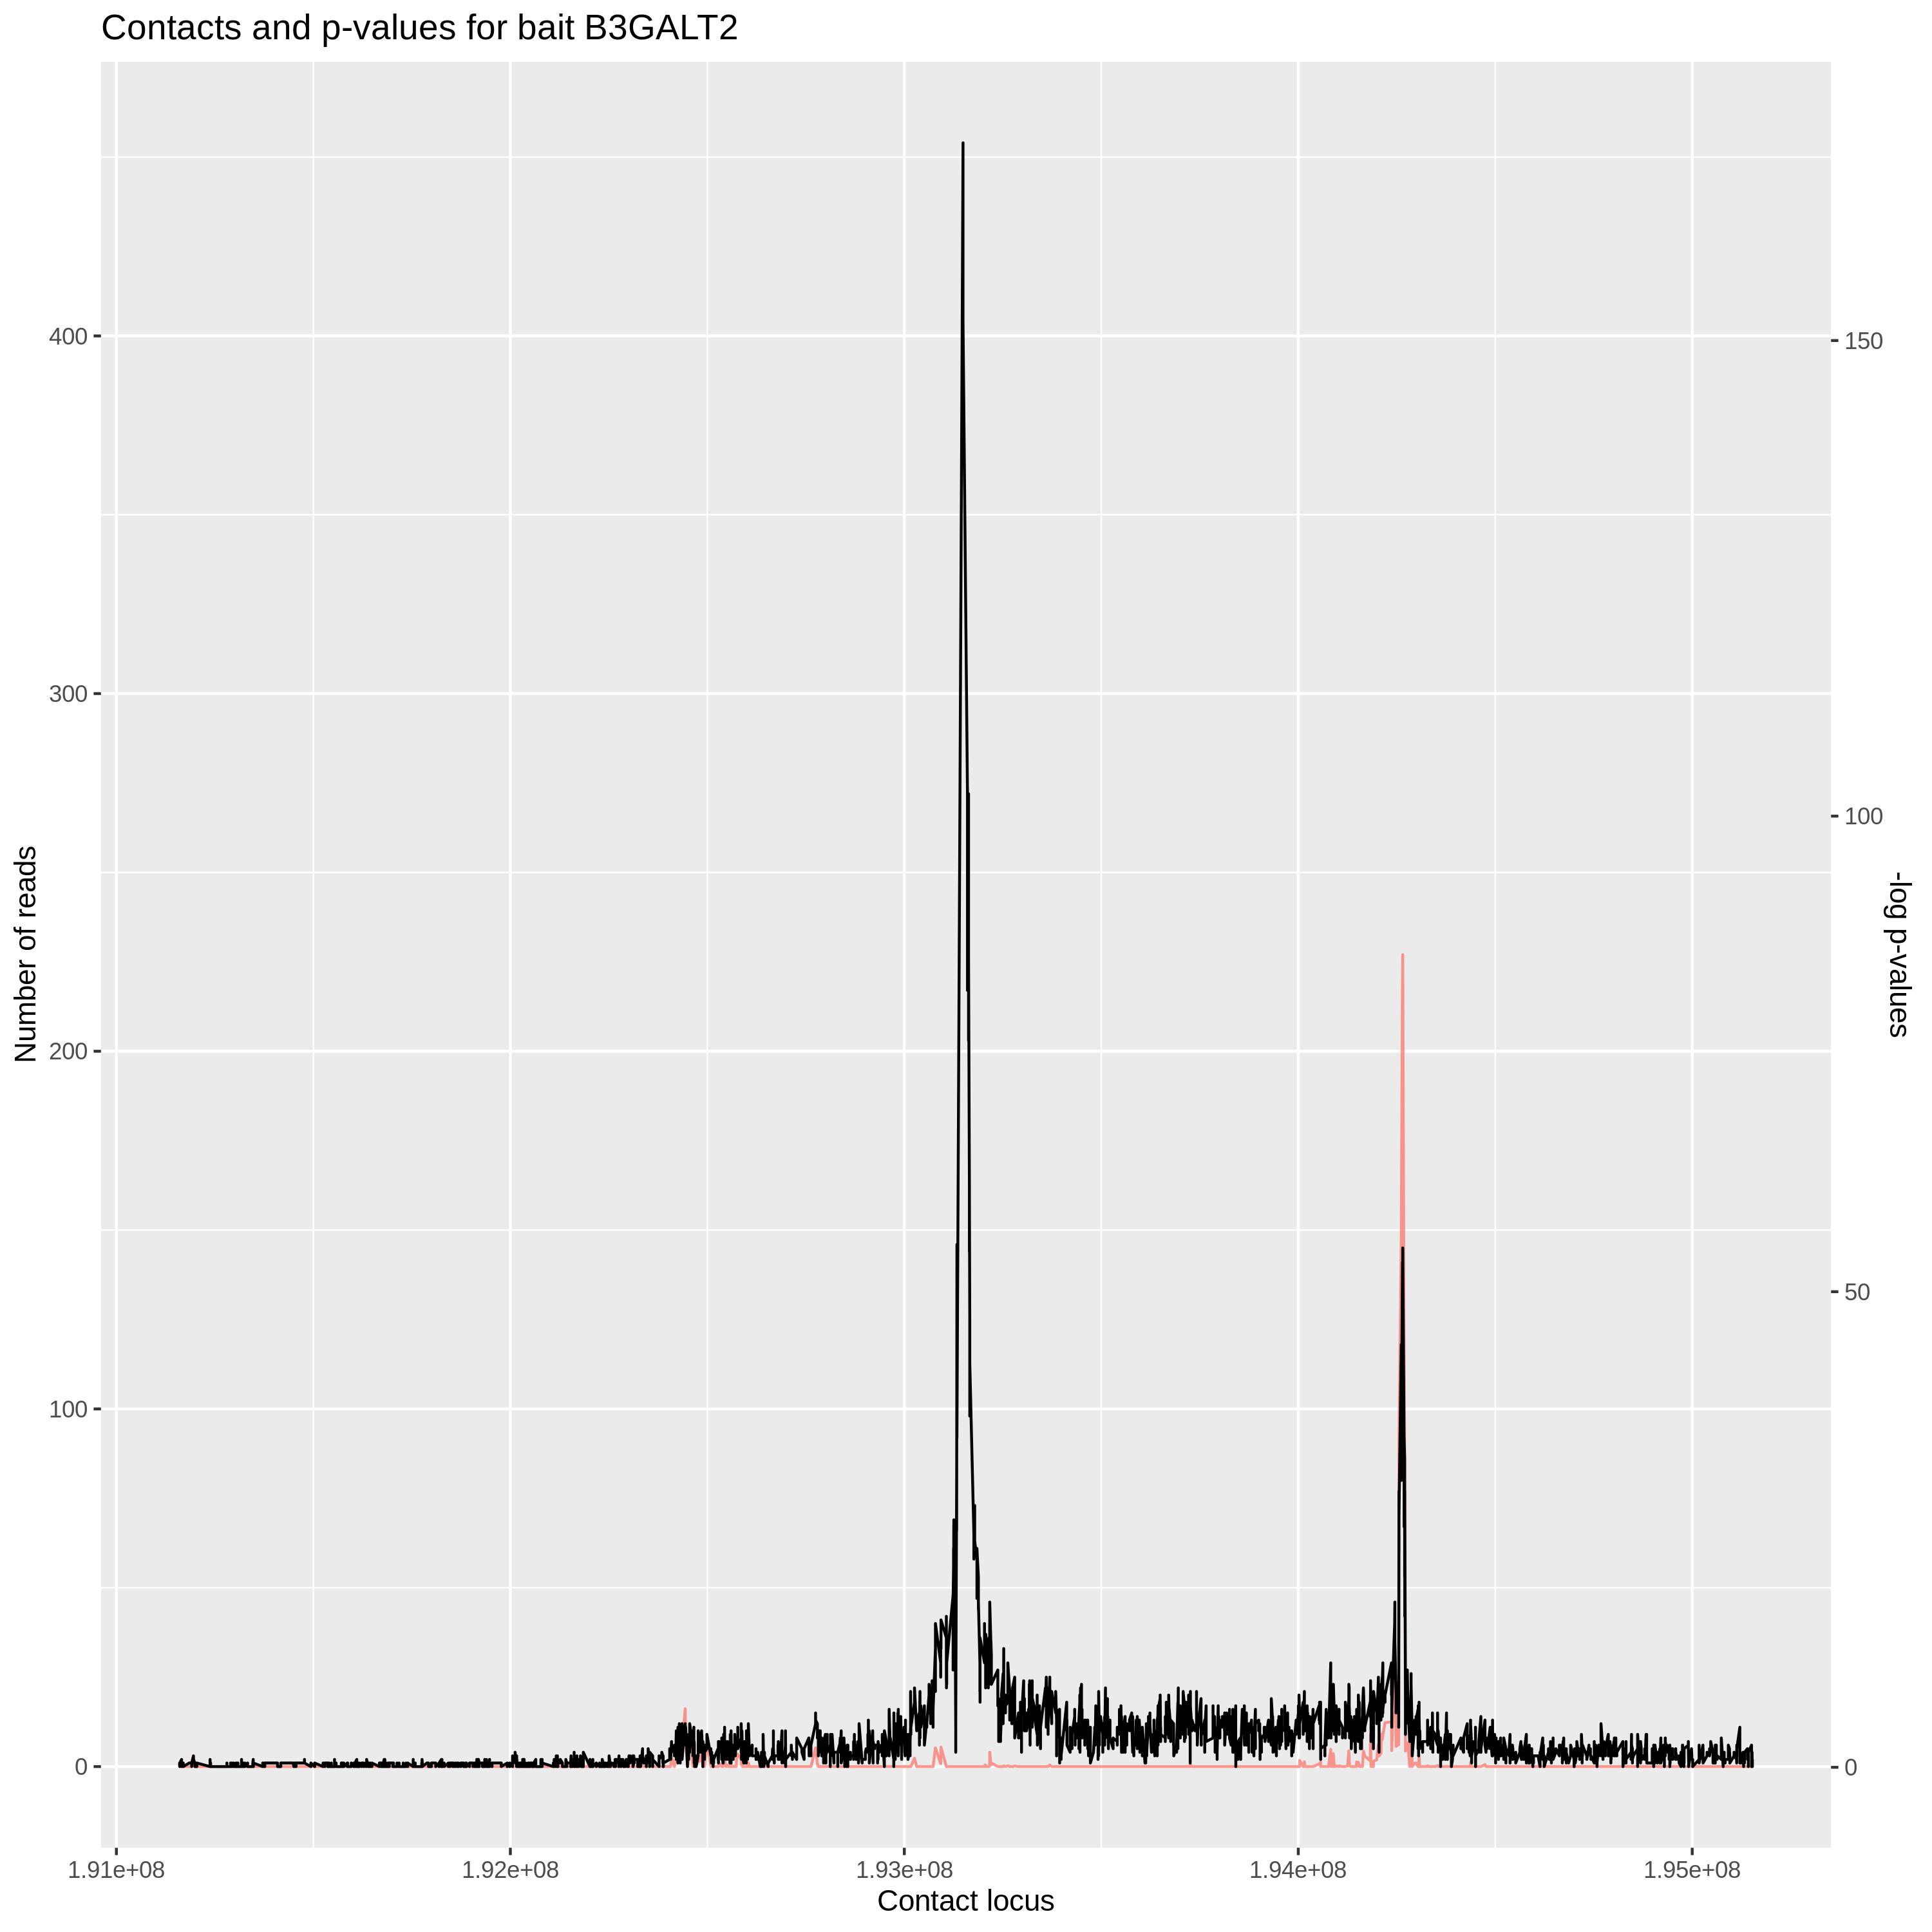 Contacts and p-values for bait B3GALT2
Number of reads
400
300
200
100
0
150
100
50
0
-log p-values
1.91e+08 1.92e+08 1.93e+08 1.94e+08 1.95e+08
Contact locus